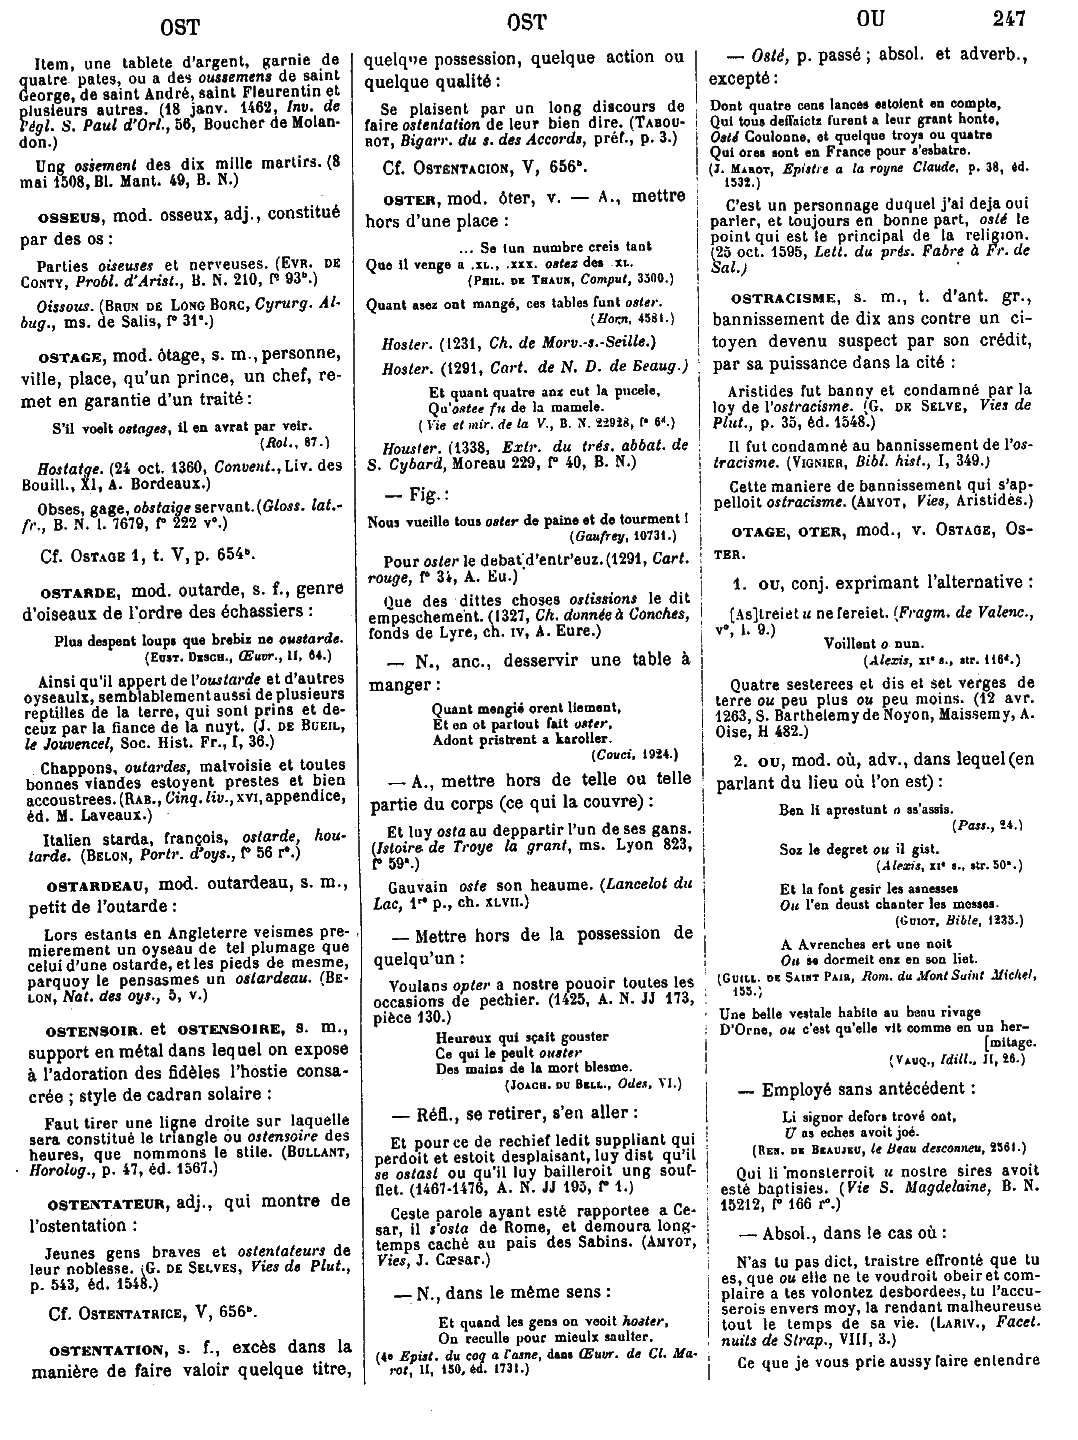 OST
OST
OU
247
Item, une tablete d'argent, garnie de
quatre pates, ou a des oussemens de saint
George, de saint André, saint Fleurentin et
plusieurs autres. (18 janv. 1462, Inv. de
l'égl. S. Paul d'Orl., 56, Boucher de Molan-
don.)
Ung ossement des dix mille martirs. (8
mai 1508, Bl. Mant. 49, B. N.)
OSSEUS, mod. osseux, adj., constitué
par des os :
Parties oiseuses et nerveuses. (EVR. DE
CONTY, Probl. d'Arist., B. N. 210, f° 93b.)
Oissous. (BRUN DE LONG BORC, Cyrurg. Al-
bug., ms. de Salis, f° 31a.)
OSTAGE, mod. ôtage, s. m., personne,
ville, place, qu'un prince, un chef, re-
met en garantie d'un traité :
S'il voelt ostages, il en avrat par veir.
(Rol., 87.)
Hostatge. (24 oct. 1360, Convent., Liv. des
Bouill., XI, A. Bordeaux.)
Obses, gage, obstaige servant. (Gloss. lat.-
fr., B. N. l. 7679, f° 222 v°.)
Cf. OSTAGE 1, t. V, p. 654b.
OSTARDE, mod. outarde, s. f., genre
d'oiseaux de l'ordre des échassiers :
Plus despent loups que brebiz ne oustarde.
(EUST. DESCH., Œuvr., II, 64.)
Ainsi qu'il appert de l'oustarde et d'autres
oyseaulx, semblablement aussi de plusieurs
reptilles de la terre, qui sont prins et de-
ceuz par la fiance de la nuyt. (J. DE BUEIL,
le Jouvencel, Soc. Hist. Fr., I, 36.)
Chappons, outardes, malvoisie et toutes
bonnes viandes estoyent prestes et bien
accoustrees. (RAB., Cinq. liv., XVI, appendice,
éd. M. Laveaux.)
Italien starda, françois, ostarde, hou-
tarde. (BELON, Portr. d'oys., f° 56 r°.)
OSTARDEAU, mod. outardeau, s. m.,
petit de l'outarde :
Lors estants en Angleterre veismes pre-
mierement un oyseau de tel plumage que
celui d'une ostarde, et les pieds de mesme,
parquoy le pensasmes un ostardeau. (BE-
LON, Nat. des oys., 5, V.)
OSTENSOIR. et OSTENSOIRE, s. m.,
support en métal dans lequel on expose
à l'adoration des fidèles l'hostie consa-
crée ; style de cadran solaire :
Faut tirer une ligne droite sur laquelle
sera constitué le triangle ou ostensoire des
heures, que nommons le stile. (BULLANT,
Horolog., p. 47, éd. 1567.)
OSTENTATEUR, adj., qui montre de
l'ostentation :
Jeunes gens braves et ostentateurs de
leur noblesse. (G. DE SELVES, Vies de Plut.,
p. 543, éd. 1548.)
Cf. OSTENTATRICE, V, 656b.
OSTENTATION, s. f., excès dans la
manière de faire valoir quelque titre,
quelque possession, quelque action ou
quelque qualité :
Se plaisent par un long discours de
faire ostentation de leur bien dire. (TABOU-
ROT, Bigarr. du s. des Accords, préf., p. 3.)
Cf. OSTENTACION, V, 656b.
OSTER, mod. ôter, v. — A., mettre
hors d'une place :
... Se tun numbre creis tant
Que il venge a .XL., .XXX. ostez des .XL.
(PHIL. DE THAUN, Comput, 3300.)
Quant asez ont mangé, ces tables funt oster.
(Horn, 4581.)
Hoster. (1231, Ch. de Morv.-s.-Seille.)
Hoster. (1291, Cart. de N. D. de Beaug.)
Et quant quatre anz eut la pucele,
Qu'ostee fu de la mamele.
(Vie et mir. de la V., B. N. 22928, f° 6d.)
Houster. (1338, Extr. du trés. abbat. de
S. Cybard, Moreau 229, f° 40, B. N.)
— Fig. :
Nous vueille tous oster de paine et de tourment !
(Gaufrey, 10731.)
Pour oster le debat d'entr'euz. (1291, Cart.
rouge, f° 34, A. Eu.)
Que des dittes choses ostissions le dit
empeschement. (1327, Ch. donnée à Conches,
fonds de Lyre, ch. IV, A. Eure.)
— N., anc., desservir une table à
manger :
Quant mengié orent liement,
Et en ot partout fait oster,
Adont pristrent a karoller.
(Couci, 1924.)
— A., mettre hors de telle ou telle
partie du corps (ce qui la couvre) :
Et luy osta au deppartir l'un de ses gans.
(Istoire de Troye la grant, ms. Lyon 823,
f° 59a.)
Gauvain oste son heaume. (Lancelot du
Lac, 1re p., ch. XLVII.)
— Mettre hors de la possession de
quelqu'un :
Voulans opter a nostre pouoir toutes les
occasions de pechier. (1425, A. N. JJ 173,
pièce 130.)
Heureux qui sçait gouster
Ce qui le peult ouster
Des mains de la mort blesme.
(JOACH. DU BELL., Odes, VI.)
— Réfl., se retirer, s'en aller :
Et pour ce de rechief ledit suppliant qui
perdoit et estoit desplaisant, luy dist qu'il
se ostast ou qu'il luy bailleroit ung souf-
flet. (1467-1476, A. N. JJ 195, f° 1.)
Ceste parole ayant esté rapportee a Ce-
sar, il s'osta de Rome, et demoura long-
temps caché au pais des Sabins. (AMYOT,
Vies, J. Cæsar.)
— N., dans le même sens :
Et quand les gens on veoit hoster,
On reculle pour mieulx saulter.
(4e Epist. du coq a l'asne, dans Œuvr. de Cl. Ma-
rot, II, 150, éd. 1731.)
— Osté, p. passé ; absol. et adverb.,
excepté :
Dont quatre cens lances estoient en compte,
Qui tous deffaictz furent a leur grant honte,
Osté Coulonne, et quelque troys ou quatre
Qui ores sont en France pour s'esbatre.
(J. MAROT, Epistre a la royne Claude, p. 38, éd.
1532.)
C'est un personnage duquel j'ai deja oui
parler, et toujours en bonne part, osté le
point qui est le principal de la religion.
(25 oct. 1595, Lett. du prés. Fabre à Fr. de
Sal.)
OSTRACISME, s. m., t. d'ant. gr.,
bannissement de dix ans contre un ci-
toyen devenu suspect par son crédit,
par sa puissance dans la cité :
Aristides fut banny et condamné par la
loy de l'ostracisme. (G. DE SELVE, Vies de
Plut., p. 35, éd. 1548.)
Il fut condamné au bannissement de l'os-
tracisme. (VIGNIER, Bibl. hist., I, 349.)
Cette maniere de bannissement qui s'ap-
pelloit ostracisme. (AMYOT, Vies, Aristides.)
OTAGE, OTER, mod., v. OSTAGE, OS-
TER.
1. OU, conj. exprimant l'alternative :
[As]treiet u ne fereiet. (Fragm. de Valenc.,
v°, l. 9.)
Voillent o nun.
(Alexis, XIe s., str. 116d.)
Quatre sesterees et dis et set verges de
terre ou peu plus ou peu moins. (12 avr.
1263, S. Barthelemy de Noyon, Maissemy, A.
Oise, H 482.)
2. OU, mod. où, adv., dans lequel (en
parlant du lieu où l'on est) :
Ben li aprestunt o ss'assis.
(Pass., 24.)
Soz le degret ou il gist.
(Alexis, XIe s., str. 50a.)
Et la font gesir les asnesses
Ou l'en deust chanter les messes.
(GUIOT, Bible, 1233.)
A Avrenches ert une noit
Ou se dormeit enz en son liet.
(GUILL. DE SAINT PAIR, Rom. du Mont Saint Michel,
155.)
Une belle vestale habite au beau rivage
D'Orne, ou c'est qu'elle vit comme en un her-
[mitage.
(VAUQ., Idill., II, 26.)
— Employé sans antécédent :
Li signor defors trové ont,
U as eches avoit joé.
(REN. DE BEAUJEU, le Beau desconneu, 2561.)
Qui li monsterroit u nostre sires avoit
esté baptisies. (Vie S. Magdelaine, B. N.
15212, f° 166 r°.)
— Absol., dans le cas où :
N'as tu pas dict, traistre effronté que tu
es, que ou elle ne te voudroit obeir et com-
plaire a tes volontez desbordees, tu l'accu-
serois envers moy, la rendant malheureuse
tout le temps de sa vie. (LARIV., Facet.
nuits de Strap., VIII, 3.)
Ce que je vous prie aussy faire entendre